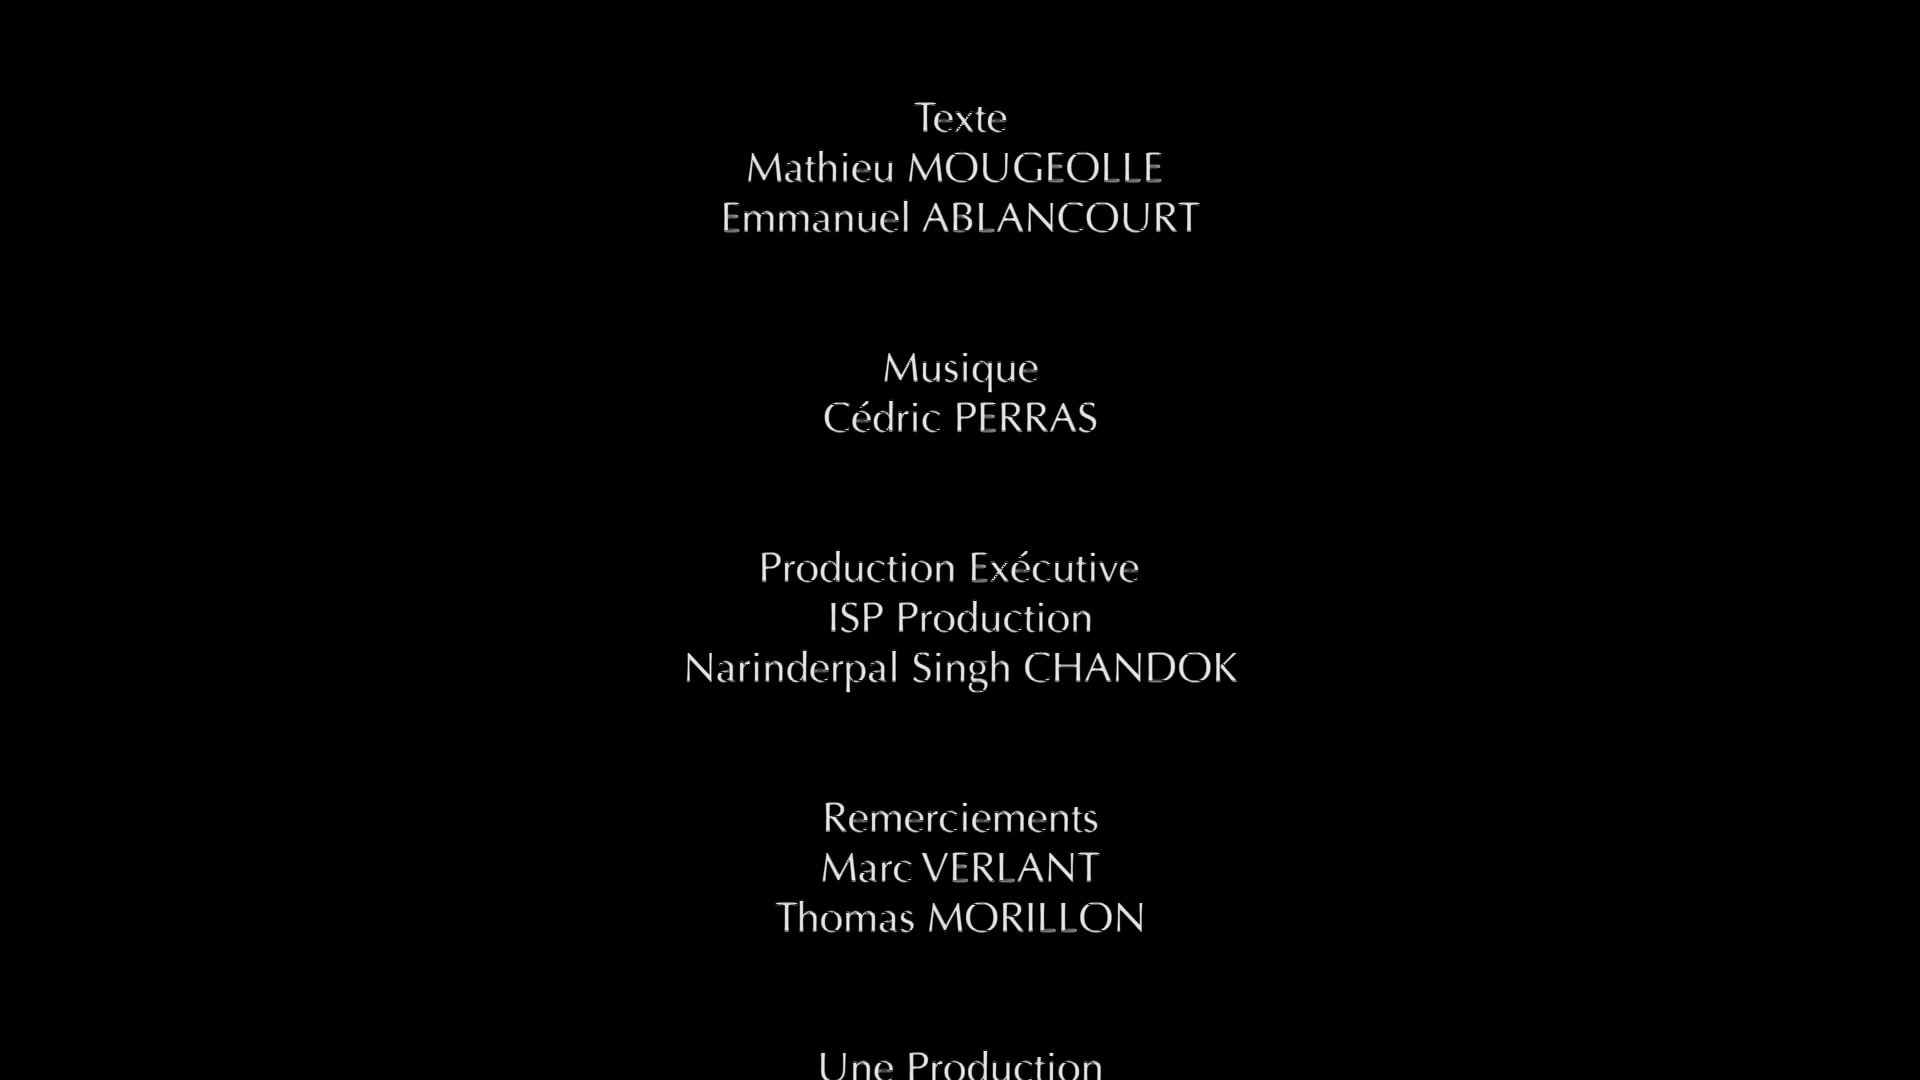 Texte
Mathieu MOUGEOLLE
Emmanuel ABLANCOURT
Musique
Cédric PERRAS
Production Exécutive
ISP Production
Narinderpal Singh CHANDOK
Remerciements
Marc VERLANT
Thomas MORILLON
Une Production